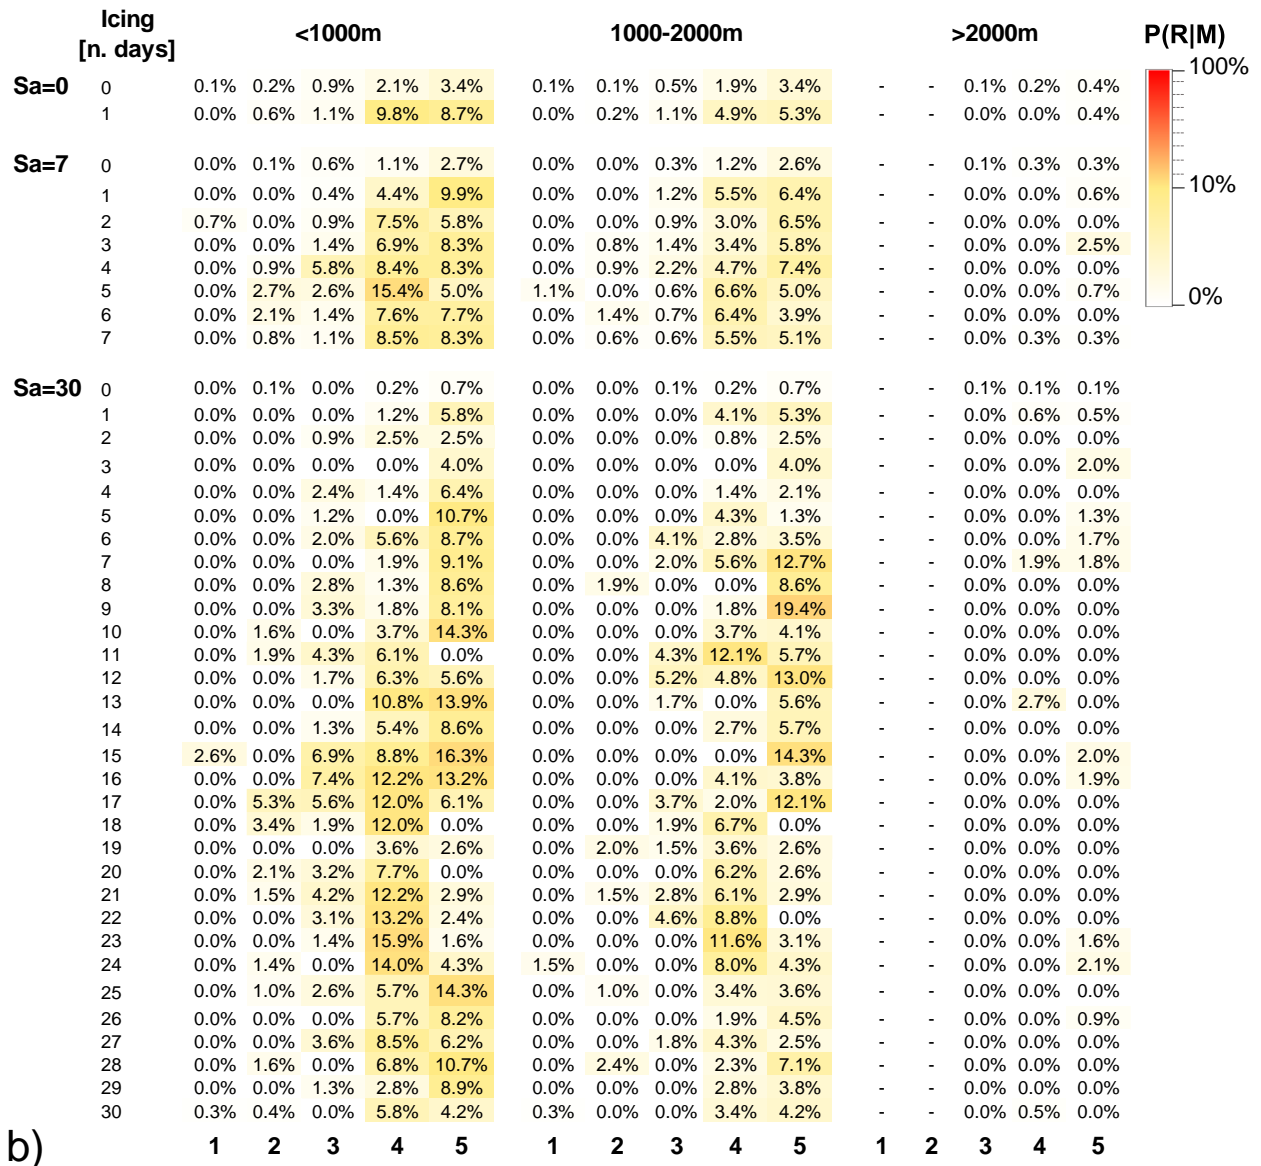 Icing
[n. days] <1000m 1000-2000m >2000m P(R|M)
100%
Sa=0 0 0.1% 0.2% 0.9% 2.1% 3.4% 0.1% 0.1% 0.5% 1.9% 3.4% - - 0.1% 0.2% 0.4%
1 0.0% 0.6% 1.1% 9.8% 8.7% 0.0% 0.2% 1.1% 4.9% 5.3% - - 0.0% 0.0% 0.4%
Sa=7 0 0.0% 0.1% 0.6% 1.1% 2.7% 0.0% 0.0% 0.3% 1.2% 2.6% - - 0.1% 0.3% 0.3%
10%
1 0.0% 0.0% 0.4% 4.4% 9.9% 0.0% 0.0% 1.2% 5.5% 6.4% - - 0.0% 0.0% 0.6%
2 0.7% 0.0% 0.9% 7.5% 5.8% 0.0% 0.0% 0.9% 3.0% 6.5% - - 0.0% 0.0% 0.0%
3 0.0% 0.0% 1.4% 6.9% 8.3% 0.0% 0.8% 1.4% 3.4% 5.8% - - 0.0% 0.0% 2.5%
4 0.0% 0.9% 5.8% 8.4% 8.3% 0.0% 0.9% 2.2% 4.7% 7.4% - - 0.0% 0.0% 0.0%
5 0.0% 2.7% 2.6% 15.4% 5.0% 1.1% 0.0% 0.6% 6.6% 5.0% - - 0.0% 0.0% 0.7%
0%
6 0.0% 2.1% 1.4% 7.6% 7.7% 0.0% 1.4% 0.7% 6.4% 3.9% - - 0.0% 0.0% 0.0%
7 0.0% 0.8% 1.1% 8.5% 8.3% 0.0% 0.6% 0.6% 5.5% 5.1% - - 0.0% 0.3% 0.3%
Sa=30 0 0.0% 0.1% 0.0% 0.2% 0.7% 0.0% 0.0% 0.1% 0.2% 0.7% - - 0.1% 0.1% 0.1%
1 0.0% 0.0% 0.0% 1.2% 5.8% 0.0% 0.0% 0.0% 4.1% 5.3% - - 0.0% 0.6% 0.5%
2 0.0% 0.0% 0.9% 2.5% 2.5% 0.0% 0.0% 0.0% 0.8% 2.5% - - 0.0% 0.0% 0.0%
3 0.0% 0.0% 0.0% 0.0% 4.0% 0.0% 0.0% 0.0% 0.0% 4.0% - - 0.0% 0.0% 2.0%
4 0.0% 0.0% 2.4% 1.4% 6.4% 0.0% 0.0% 0.0% 1.4% 2.1% - - 0.0% 0.0% 0.0%
5 0.0% 0.0% 1.2% 0.0% 10.7% 0.0% 0.0% 0.0% 4.3% 1.3% - - 0.0% 0.0% 1.3%
6 0.0% 0.0% 2.0% 5.6% 8.7% 0.0% 0.0% 4.1% 2.8% 3.5% - - 0.0% 0.0% 1.7%
7 0.0% 0.0% 0.0% 1.9% 9.1% 0.0% 0.0% 2.0% 5.6% 12.7% - - 0.0% 1.9% 1.8%
8 0.0% 0.0% 2.8% 1.3% 8.6% 0.0% 1.9% 0.0% 0.0% 8.6% - - 0.0% 0.0% 0.0%
9 0.0% 0.0% 3.3% 1.8% 8.1% 0.0% 0.0% 0.0% 1.8% 19.4% - - 0.0% 0.0% 0.0%
10 0.0% 1.6% 0.0% 3.7% 14.3% 0.0% 0.0% 0.0% 3.7% 4.1% - - 0.0% 0.0% 0.0%
11 0.0% 1.9% 4.3% 6.1% 0.0% 0.0% 0.0% 4.3% 12.1% 5.7% - - 0.0% 0.0% 0.0%
12 0.0% 0.0% 1.7% 6.3% 5.6% 0.0% 0.0% 5.2% 4.8% 13.0% - - 0.0% 0.0% 0.0%
13 0.0% 0.0% 0.0% 10.8% 13.9% 0.0% 0.0% 1.7% 0.0% 5.6% - - 0.0% 2.7% 0.0%
14 0.0% 0.0% 1.3% 5.4% 8.6% 0.0% 0.0% 0.0% 2.7% 5.7% - - 0.0% 0.0% 0.0%
15 2.6% 0.0% 6.9% 8.8% 16.3% 0.0% 0.0% 0.0% 0.0% 14.3% - - 0.0% 0.0% 2.0%
16 0.0% 0.0% 7.4% 12.2% 13.2% 0.0% 0.0% 0.0% 4.1% 3.8% - - 0.0% 0.0% 1.9%
17 0.0% 5.3% 5.6% 12.0% 6.1% 0.0% 0.0% 3.7% 2.0% 12.1% - - 0.0% 0.0% 0.0%
18 0.0% 3.4% 1.9% 12.0% 0.0% 0.0% 0.0% 1.9% 6.7% 0.0% - - 0.0% 0.0% 0.0%
19 0.0% 0.0% 0.0% 3.6% 2.6% 0.0% 2.0% 1.5% 3.6% 2.6% - - 0.0% 0.0% 0.0%
20 0.0% 2.1% 3.2% 7.7% 0.0% 0.0% 0.0% 0.0% 6.2% 2.6% - - 0.0% 0.0% 0.0%
21 0.0% 1.5% 4.2% 12.2% 2.9% 0.0% 1.5% 2.8% 6.1% 2.9% - - 0.0% 0.0% 0.0%
22 0.0% 0.0% 3.1% 13.2% 2.4% 0.0% 0.0% 4.6% 8.8% 0.0% - - 0.0% 0.0% 0.0%
23 0.0% 0.0% 1.4% 15.9% 1.6% 0.0% 0.0% 0.0% 11.6% 3.1% - - 0.0% 0.0% 1.6%
24 0.0% 1.4% 0.0% 14.0% 4.3% 1.5% 0.0% 0.0% 8.0% 4.3% - - 0.0% 0.0% 2.1%
25 0.0% 1.0% 2.6% 5.7% 14.3% 0.0% 1.0% 0.0% 3.4% 3.6% - - 0.0% 0.0% 0.0%
26 0.0% 0.0% 0.0% 5.7% 8.2% 0.0% 0.0% 0.0% 1.9% 4.5% - - 0.0% 0.0% 0.9%
27 0.0% 0.0% 3.6% 8.5% 6.2% 0.0% 0.0% 1.8% 4.3% 2.5% - - 0.0% 0.0% 0.0%
28 0.0% 1.6% 0.0% 6.8% 10.7% 0.0% 2.4% 0.0% 2.3% 7.1% - - 0.0% 0.0% 0.0%
29 0.0% 0.0% 1.3% 2.8% 8.9% 0.0% 0.0% 0.0% 2.8% 3.8% - - 0.0% 0.0% 0.0%
30 0.3% 0.4% 0.0% 5.8% 4.2% 0.3% 0.0% 0.0% 3.4% 4.2% - - 0.0% 0.5% 0.0%
b) 1 2 3 4 5 1 2 3 4 5 1 2 3 4 5